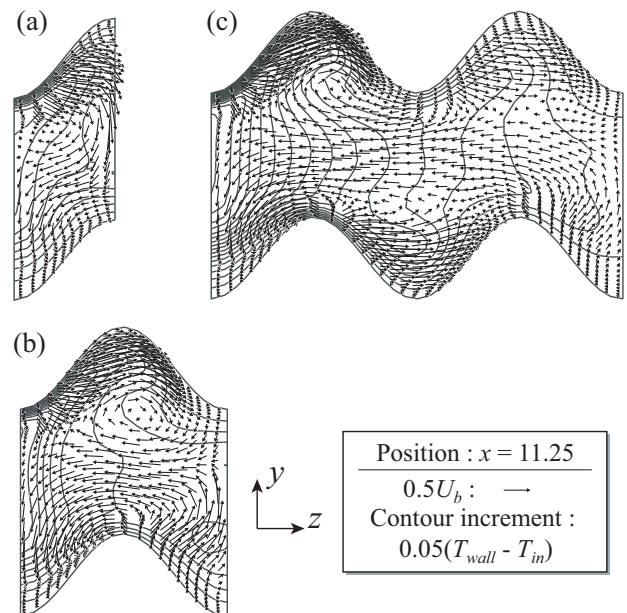 (a)
(c)
(b)
y
z
Position : x = 11.25
0.5U_b :
Contour increment :
0.05(T_wall - T_in)